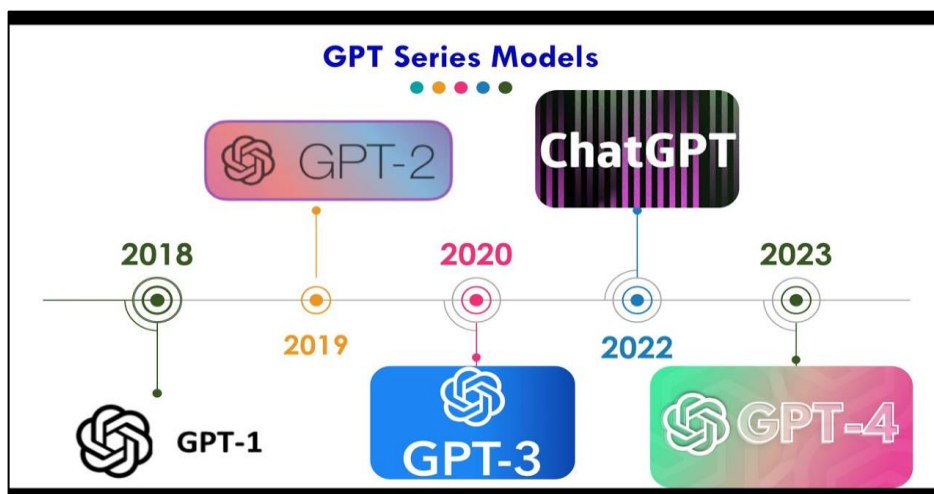 GPT Series Models
GPT-2
ChatGPT
2018
2020
2023
2019
2022
GPT-1
GPT-3
GPT-4